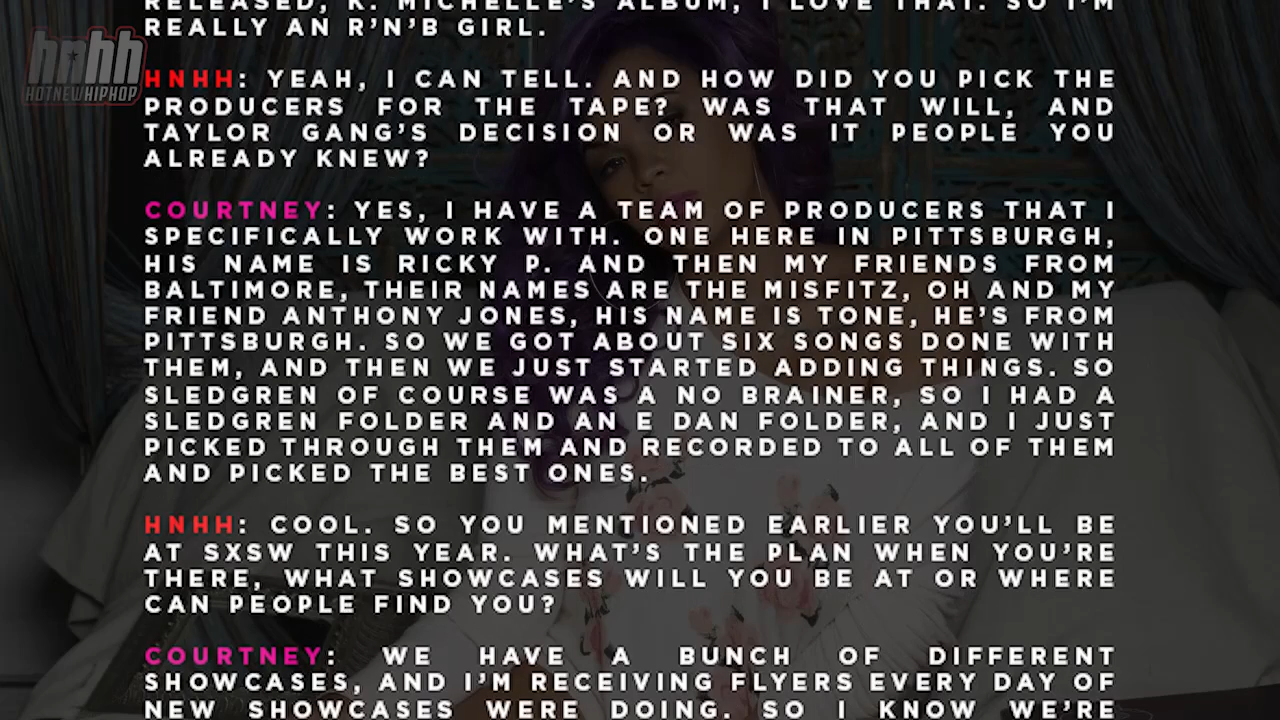 RELEASED, K. MICHELLE'S ALBUM, I LOVE THAT. SO I'M
REALLY AN R'N'B GIRL.
hnhh
HOTNEWHIPHOP
HNHH: YEAH, I CAN TELL. AND HOW DID YOU PICK THE
PRODUCERS FOR THE TAPE? WAS THAT WILL, AND
TAYLOR GANG'S DECISION OR WAS IT PEOPLE YOU
ALREADY KNEW?
COURTNEY: YES, I HAVE A TEAM OF PRODUCERS THAT I
SPECIFICALLY WORK WITH. ONE HERE IN PITTSBURGH,
HIS NAME IS RICKY P. AND THEN MY FRIENDS FROM
BALTIMORE, THEIR NAMES ARE THE MISFITZ, OH AND MY
FRIEND ANTHONY JONES, HIS NAME IS TONE, HE'S FROM
PITTSBURGH. SO WE GOT ABOUT SIX SONGS DONE WITH
THEM, AND THEN WE JUST STARTED ADDING THINGS. SO
SLEDGREN OF COURSE WAS A NO BRAINER, SO I HAD A
SLEDGREN FOLDER AND AN E DAN FOLDER, AND I JUST
PICKED THROUGH THEM AND RECORDED TO ALL OF THEM
AND PICKED THE BEST ONES.
HNHH: COOL. SO YOU MENTIONED EARLIER YOU'LL BE
AT SXSW THIS YEAR. WHAT'S THE PLAN WHEN YOU'RE
THERE, WHAT SHOWCASES WILL YOU BE AT OR WHERE
CAN PEOPLE FIND YOU?
COURTNEY: WE HAVE A BUNCH OF DIFFERENT
SHOWCASES, AND I'M RECEIVING FLYERS EVERY DAY OF
NEW SHOWCASES WERE DOING. SO I KNOW WE'RE